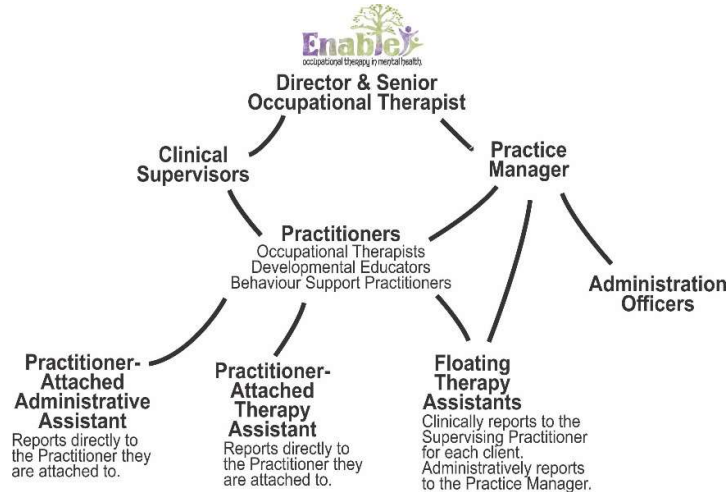 Enable
occupational therapy in mental health.
Director & Senior
Occupational Therapist
Clinical
Supervisors
Practice
Manager
Practitioners
Occupational Therapists
Developmental Educators
Behaviour Support Practitioners
Administration
Officers
Practitioner-
Attached
Administrative
Assistant
Reports directly to
the Practitioner they
are attached to.
Practitioner-
Attached
Therapy
Assistant
Reports directly to
the Practitioner they
are attached to.
Floating
Therapy
Assistants
Clinically reports to the
Supervising Practitioner
for each client.
Administratively reports
to the Practice Manager.